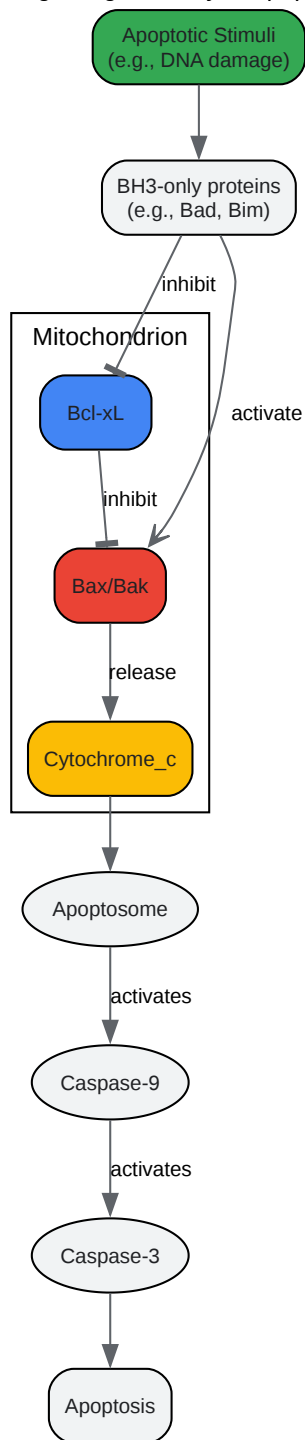 Apoptotic Stimuli
(e.g., DNA damage)
BH3-only proteins
(e.g., Bad, Bim)
inhibit
Mitochondrion
Bcl-xL
activate
inhibit
Bax/Bak
release
Cytochrome_c
Apoptosome
activates
Caspase-9
activates
Caspase-3
Apoptosis